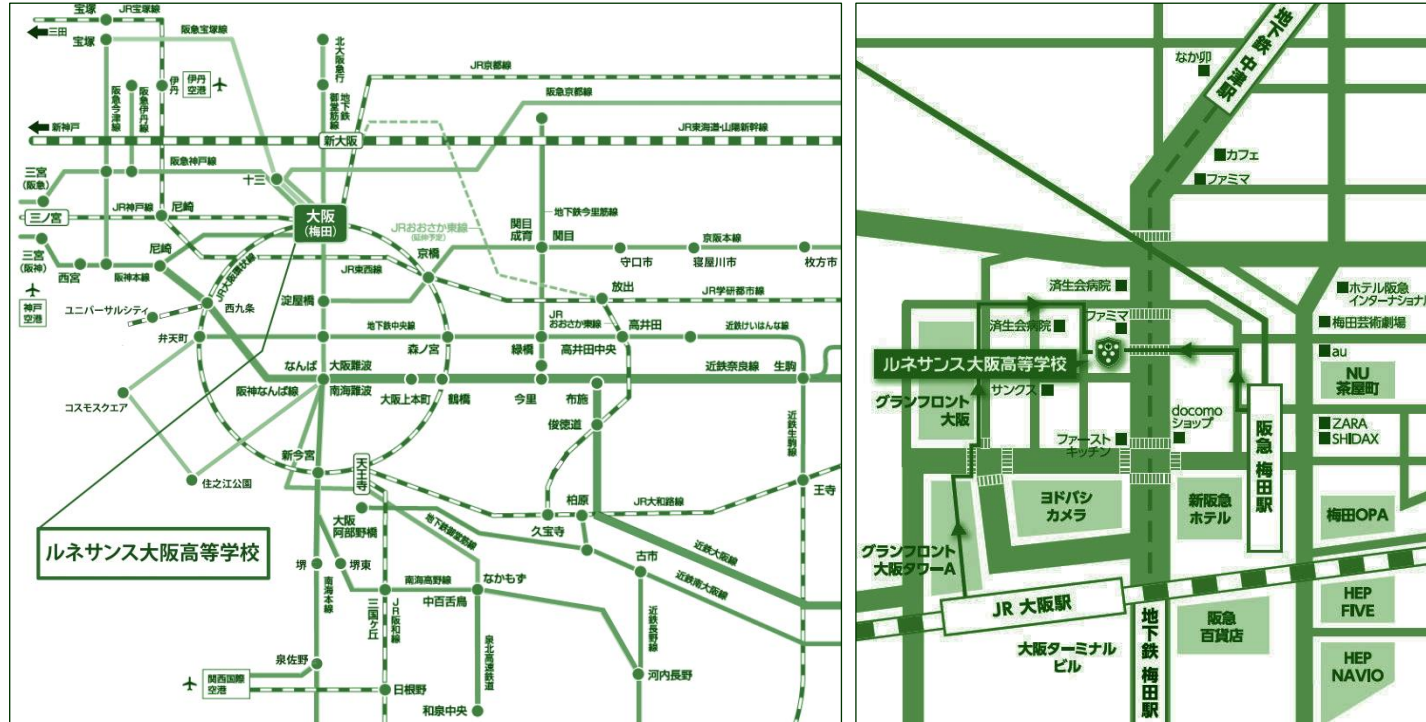 宝塚
JR宝塚線
三田
宝塚
阪急宝塚線
伊丹
伊丹
空港
阪急今津線
阪急伊丹線
北大阪急行
地下鉄
御堂筋線
JR京都線
阪急京都線
新神戸
新大阪
JR東海道・山陽新幹線
三宮
(阪急)
阪急神戸線
十三
三ノ宮
JR神戸線
尼崎
大阪
(梅田)
JRおおさか東線
(延伸予定)
関目
成育
地下鉄今里筋線
関目
京阪本線
守口市
寝屋川市
枚方市
三宮
(阪神)
西宮
阪神本線
尼崎
JR大阪環状線
JR東西線
京橋
JR学研都市線
放出
神戸
空港
ユニバーサルシティ
西九条
淀屋橋
弁天町
地下鉄中央線
森ノ宮
緑橋
JR
おおさか東線
高井田
高井田中央
近鉄けいはんな線
なんば
大阪難波
阪神なんば線
南海難波
大阪上本町
鶴橋
今里
布施
近鉄奈良線
生駒
コスモスクエア
俊徳道
近鉄生駒線
新今宮
天王寺
住之江公園
大阪
阿部野橋
地下鉄御堂筋線
久宝寺
柏原
JR大和路線
王寺
ルネサンス大阪高等学校
堺
堺東
南海本線
南海高野線
三国ヶ丘
JR阪和線
なかもず
中百舌鳥
古市
近鉄大阪線
近鉄南大阪線
近鉄長野線
泉北高速鉄道
泉佐野
関西国際
空港
日根野
和泉中央
河内長野
地下鉄 中津駅
なか卯
カフェ
ファミマ
済生会病院
ホテル阪急
インターナショナル
済生会病院
ファミマ
梅田芸術劇場
au
ルネサンス大阪高等学校
NU
茶屋町
グランフロント
大阪
サンクス
docomo
ショップ
ZARA
SHIDAX
ファースト
キッチン
阪急 梅田駅
ヨドバシ
カメラ
新阪急
ホテル
梅田OPA
グランフロント
大阪タワーA
JR 大阪駅
大阪ターミナル
ビル
地下鉄 梅田駅
阪急
百貨店
HEP
FIVE
HEP
NAVIO